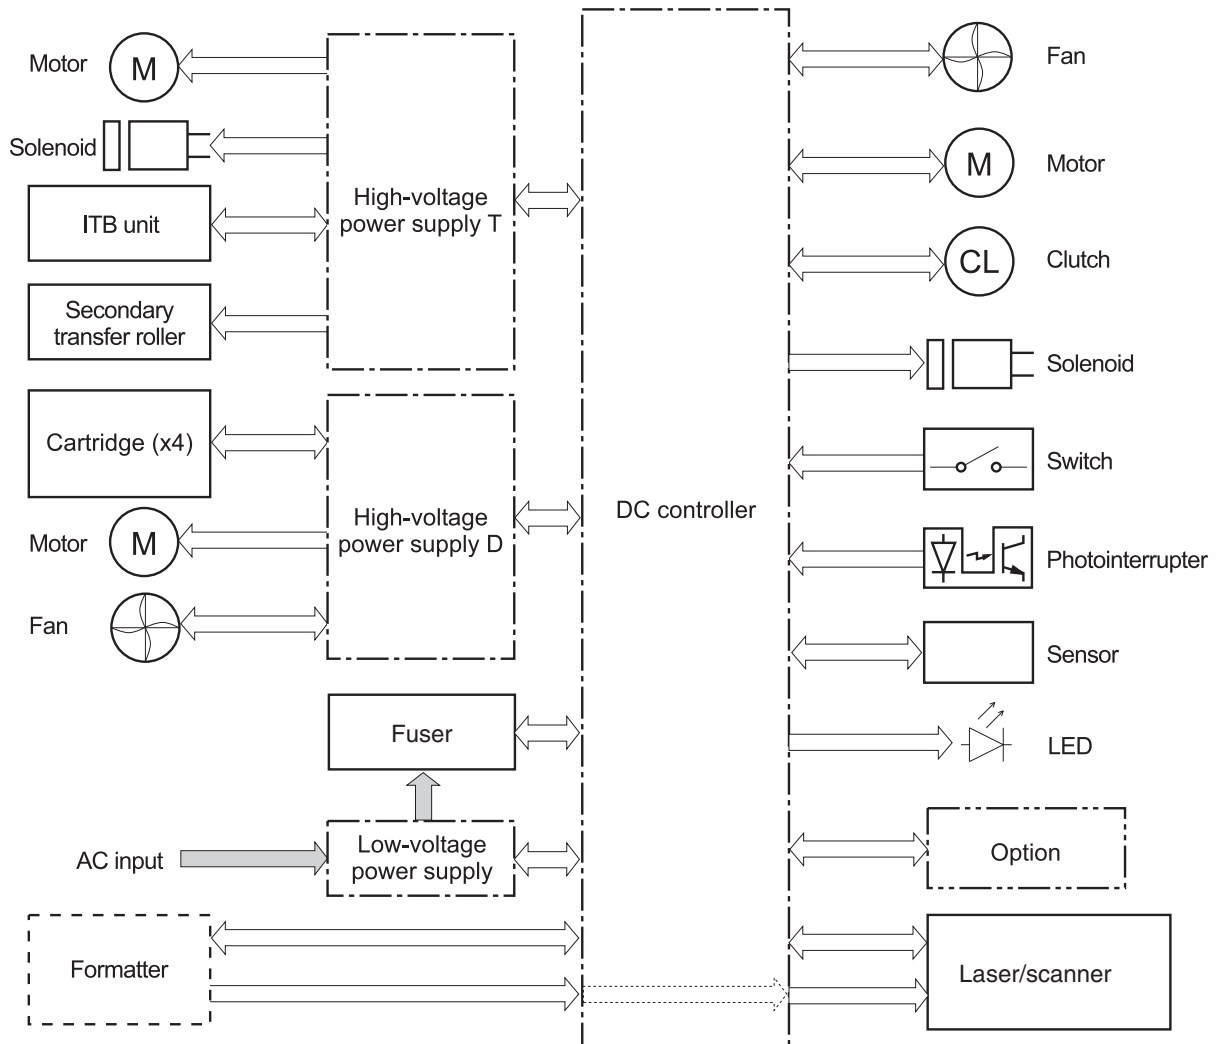 Motor
M
Solenoid
ITB unit
Secondary
transfer roller
High-voltage
power supply T
Cartridge (x4)
Motor
M
Fan
High-voltage
power supply D
Fuser
AC input
Low-voltage
power supply
Formatter
DC controller
Fan
M
Motor
CL
Clutch
Solenoid
Switch
Photointerrupter
Sensor
LED
Option
Laser/scanner